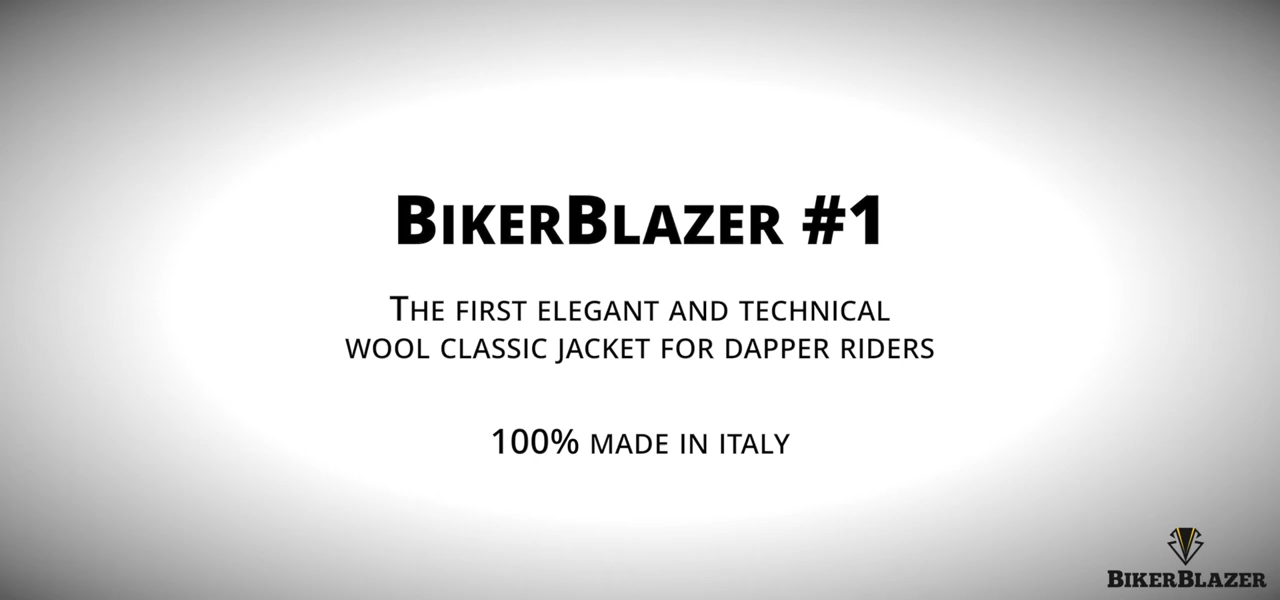 BIKERBLAZER #1
THE FIRST ELEGANT AND TECHNICAL
WOOL CLASSIC JACKET FOR DAPPER RIDERS
100% MADE IN ITALY
BIKERBLAZER